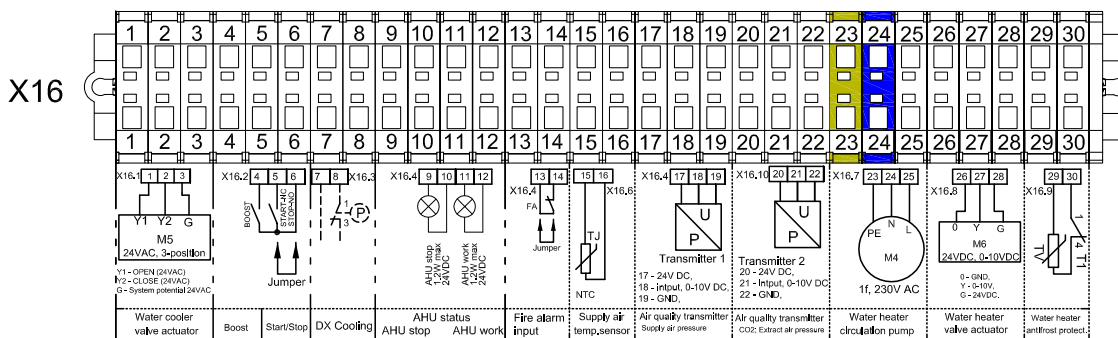 1 2 3 4 5 6 7 8 9 10 11 12 13 14 15 16 17 18 19 20 21 22 23 24 25 26 27 28 29 30
X16
1 2 3 4 5 6 7 8 9 10 11 12 13 14 15 16 17 18 19 20 21 22 23 24 25 26 27 28 29 30
X16.1 1 2 3
Y1 Y2 G
M5
24VAC, 3-position
Y1 - OPEN (24VAC)
Y2 - CLOSE (24VAC)
G - System potential 24VAC
Water cooler
valve actuator
X16.2 4 5 6
BOOST
START-NC
STOP-NO
Jumper
Boost
Start/Stop
7 8 X16.3
1
P
3
DX Cooling
X16.4 9 10 11 12
AHU stop
1,2W max
24VDC
AHU work
1,2W max
24VDC
AHU status
AHU stop AHU work
13 14
X16.4
FA
Jumper
Fire alarm
input
15 16
X16.6
TJ
NTC
Supply air
temp.sensor
X16.4 17 18 19
U
P
Transmitter 1
17 - 24V DC,
18 - intput, 0-10V DC
19 - GND,
Air quality transmitter
Supply air pressure
X16.10 20 21 22
U
P
Transmitter 2
20 - 24V DC,
21 - Intput, 0-10V DC
22 - GND,
Air quality transmitter
CO2; Extract air pressure
X16.7 23 24 25
PE N L
M4
1f, 230V AC
Water heater
circulation pump
26 27 28
X16.8
0 Y G
M6
24VDC, 0-10VDC
0 - GND,
Y - 0-10V,
G - 24VDC.
Water heater
valve actuator
29 30
X16.9
1
4
T1
TV
Water heater
antifrost protect.